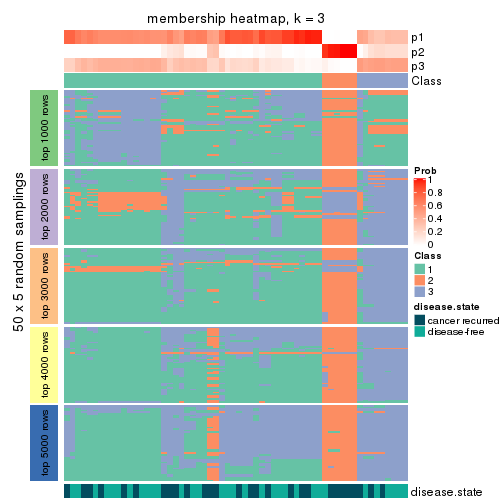 membership heatmap, k = 3
p1
p2
p3
Class
50 x 5 random samplings
top 1000 rows
top 2000 rows
top 3000 rows
top 4000 rows
top 5000 rows
Prob
1
0.8
0.6
0.4
0.2
0
Class
1
2
3
disease.state
cancer recurred
disease-free
disease.state